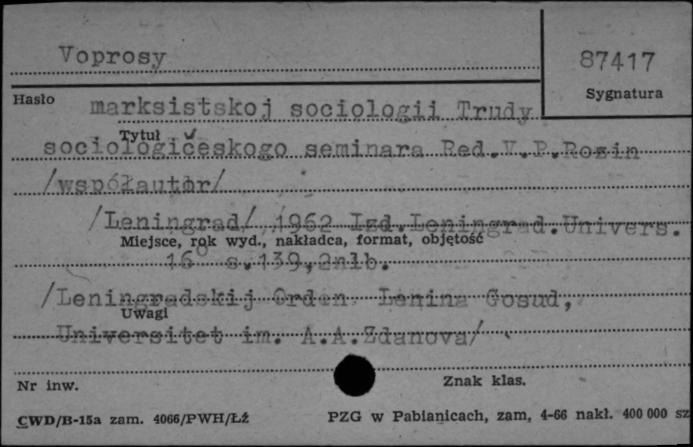 Voprosy
87417
Hasło
Sygnatura
marksistskoj sociologii Trudy
Tytuł
sociologičeskogo seminara Red.V.P.Rozin
/współautor/
/Leningrad/ 1962 Izd.Leningrad.Univers.
Miejsce, rok wyd., nakładca, format, objętość
16° s.139,2nlb.
/Leningradskij Orden Lenina Gosud,
Uwagi
Universitet im. A.A.Zdanova/
Nr inw.
Znak klas.
CWD/B-15a zam. 4066/PWH/Łź
PZG w Pabianicach, zam, 4-66 nakł. 400 000 sz